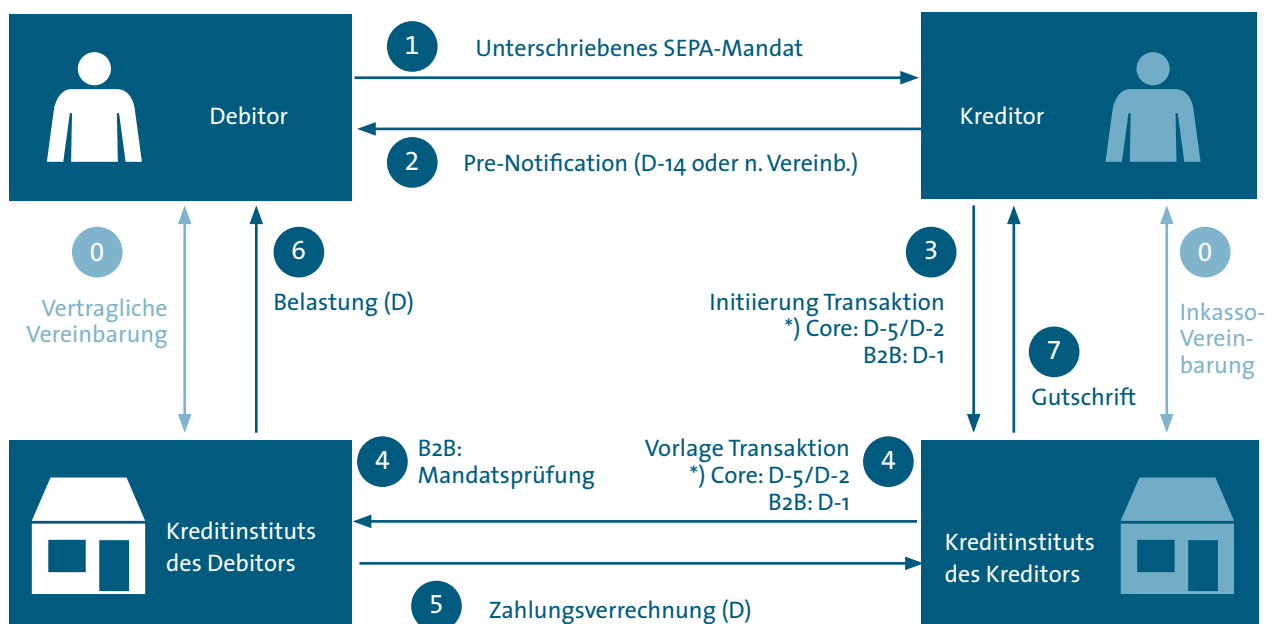 1 Unterschriebenes SEPA-Mandat
Debitor
Kreditor
2 Pre-Notification (D-14 oder n. Vereinb.)
0
Vertragliche
Vereinbarung
6
Belastung (D)
3
Initiierung Transaktion
*) Core: D-5/D-2
B2B: D-1
7
Gutschrift
0
Inkasso-
Verein-
barung
4 B2B:
Mandatsprüfung
Vorlage Transaktion 4
*) Core: D-5/D-2
B2B: D-1
Kreditinstituts
des Debitors
Kreditinstituts
des Kreditors
5 Zahlungsverrechnung (D)